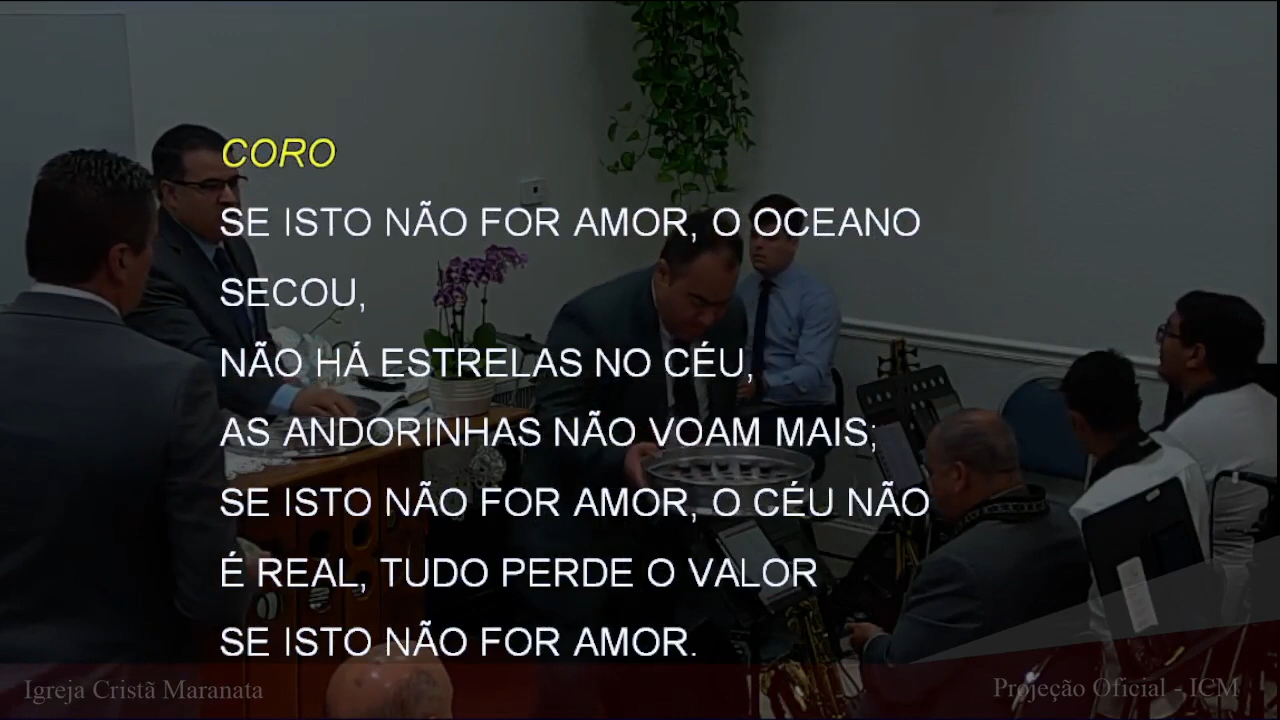 CORO
SE ISTO NÃO FOR AMOR, O OCEANO
SECOU,
NÃO HÁ ESTRELAS NO CÉU,
AS ANDORINHAS NÃO VOAM MAIS;
SE ISTO NÃO FOR AMOR, O CÉU NÃO
É REAL, TUDO PERDE O VALOR
SE ISTO NÃO FOR AMOR.
Igreja Cristã Maranata
Projeção Oficial - ICM